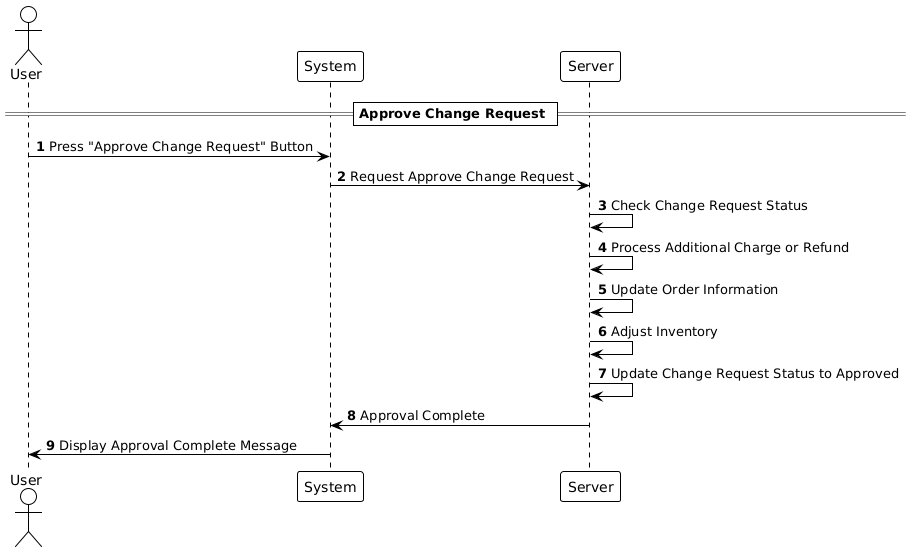 User
System
Server
Approve Change Request
1 Press "Approve Change Request" Button
2 Request Approve Change Request
3 Check Change Request Status
4 Process Additional Charge or Refund
5 Update Order Information
6 Adjust Inventory
7 Update Change Request Status to Approved
8 Approval Complete
9 Display Approval Complete Message
User
System
Server